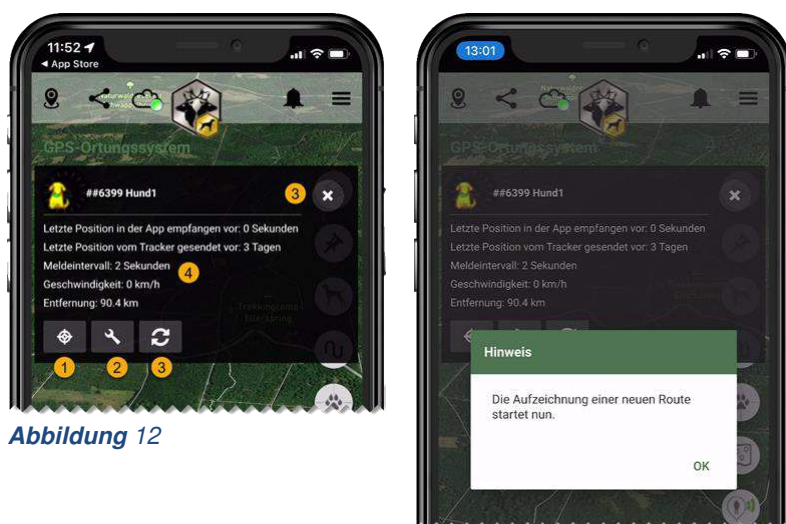 11:52
App Store
GPS-Ortungssystem
##6399 Hund1
3
Letzte Position in der App empfangen vor: 0 Sekunden
Letzte Position vom Tracker gesendet vor: 3 Tagen
Meldeintervall: 2 Sekunden
4
Geschwindigkeit: 0 km/h
Entfernung: 90.4 km
1
2
3
Abbildung 12
13:01
GPS-Ortungssystem
##6399 Hund1
Letzte Position in der App empfangen vor: 0 Sekunden
Letzte Position vom Tracker gesendet vor: 3 Tagen
Meldeintervall: 2 Sekunden
Geschwindigkeit: 0 km/h
Entfernung: 90.4 km
Hinweis
Die Aufzeichnung einer neuen Route
startet nun.
OK